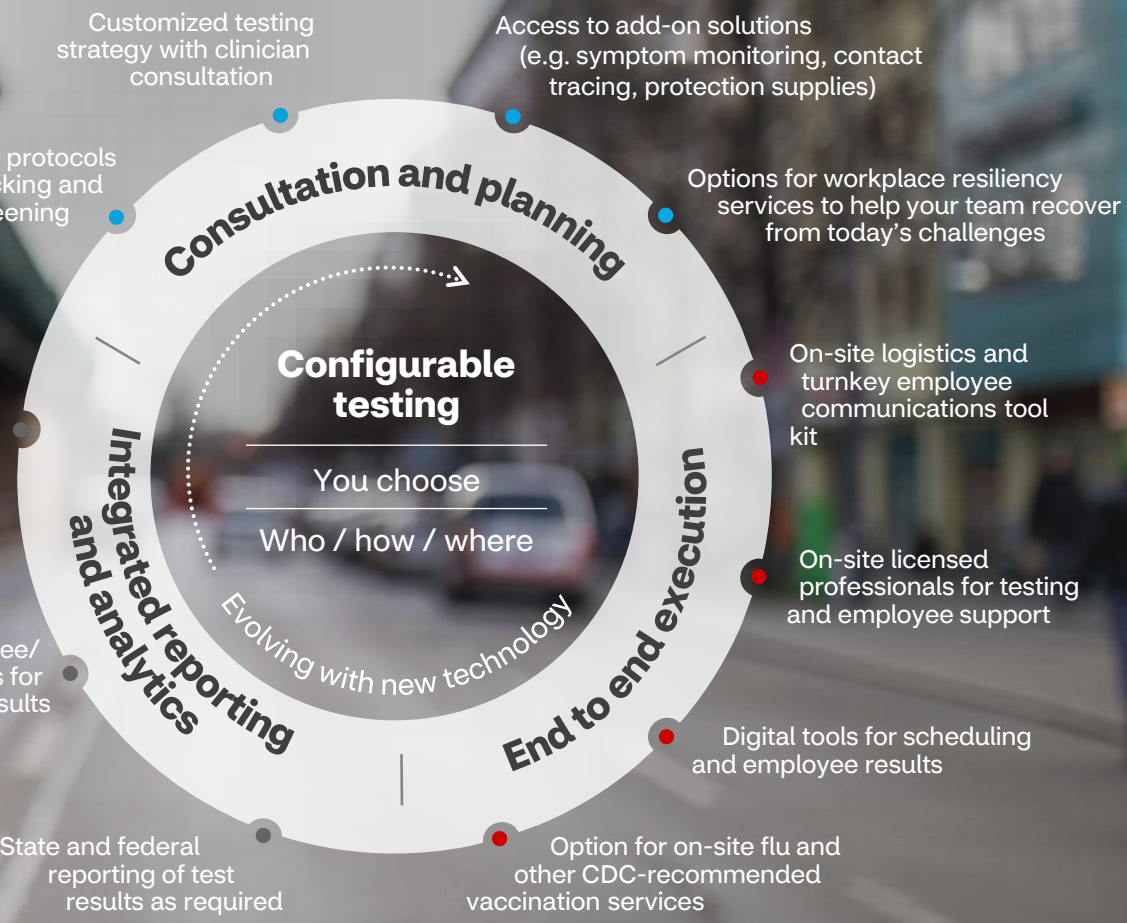 Customized testing
strategy with clinician
consultation
Access to add-on solutions
(e.g. symptom monitoring, contact
tracing, protection supplies)
protocols
and
Options for workplace resiliency
services to help your team recover
from today's challenges
Consultation and planning
Configurable
testing
You choose
Who / how / where
Evolving with new technology
On-site logistics and
turnkey employee
communications tool
kit
On-site licensed
professionals for testing
and employee support
End to end execution
Digital tools for scheduling
and employee results
Option for on-site flu and
other CDC-recommended
vaccination services
Integrated reporting
and analytics
for
State and federal
reporting of test
results as required